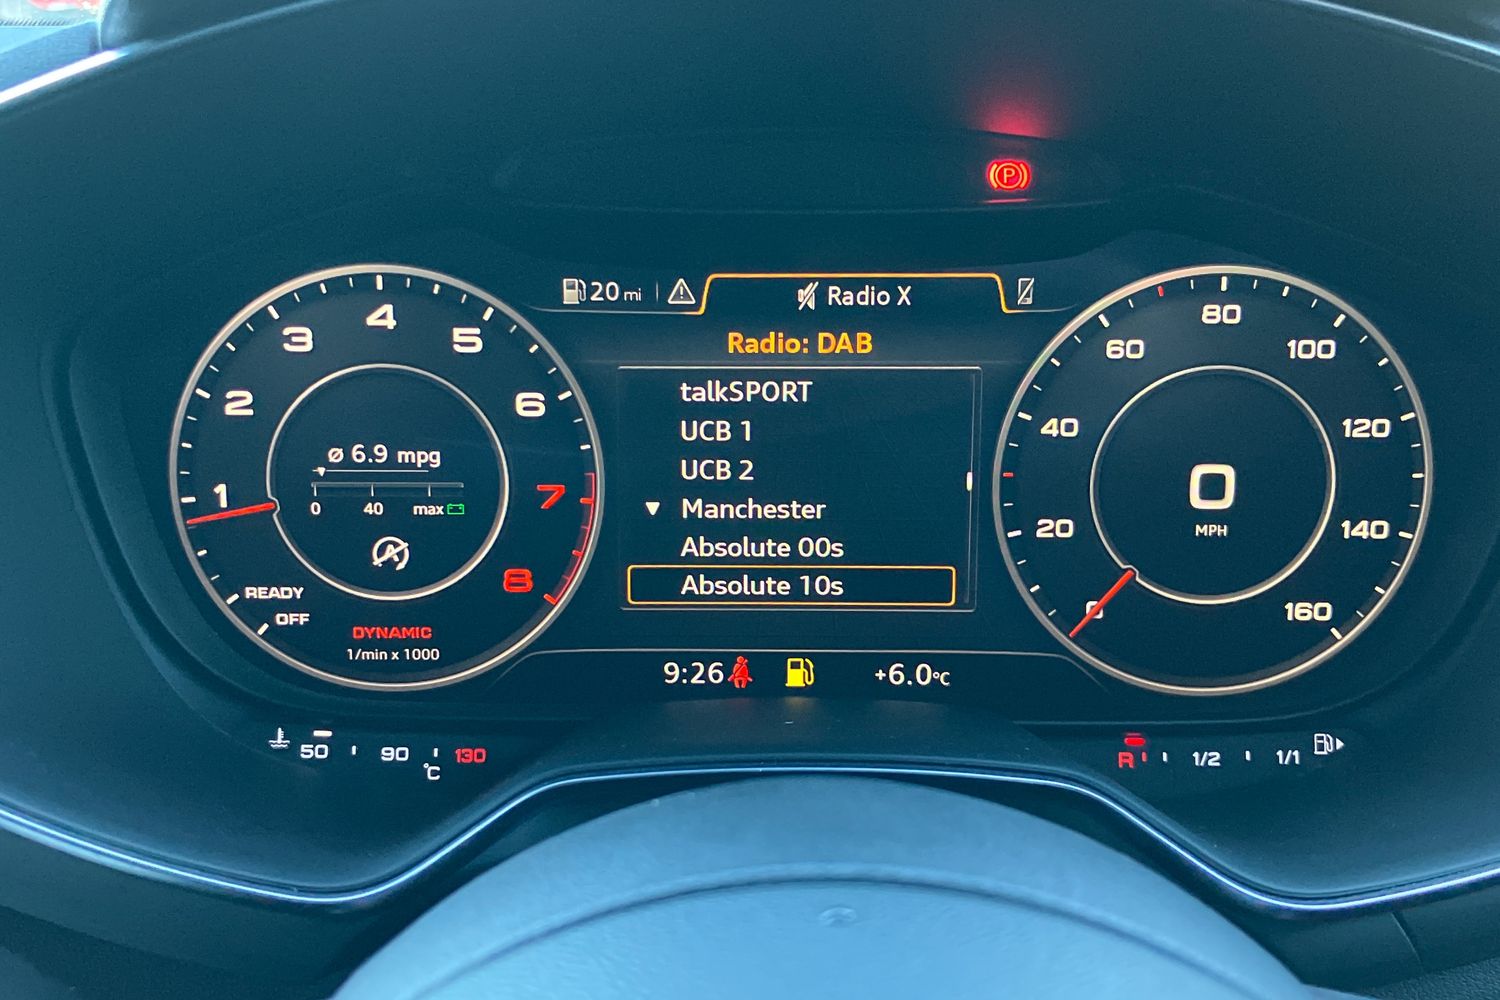 P
20 mi
Radio X
Radio: DAB
talkSPORT
UCB 1
UCB 2
Manchester
Absolute 00s
Absolute 10s
9:26
+6.0°C
1
2
3
4
5
6
7
8
ø 6.9 mpg
0 40 max
A
READY
OFF
DYNAMIC
1/min x 1000
0
20
40
60
80
100
120
140
160
0
MPH
50 90 130
°C
R 1/2 1/1